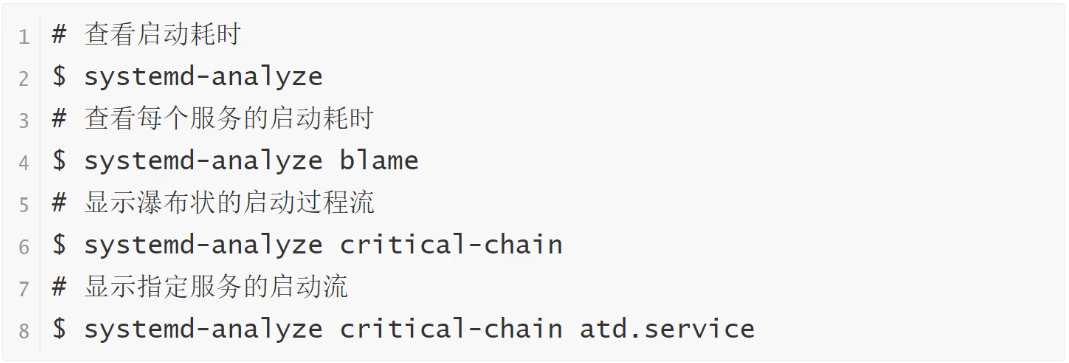 1 # 查看启动耗时
2 $ systemd-analyze
3 # 查看每个服务的启动耗时
4 $ systemd-analyze blame
5 # 显示瀑布状的启动过程流
6 $ systemd-analyze critical-chain
7 # 显示指定服务的启动流
8 $ systemd-analyze critical-chain atd.service